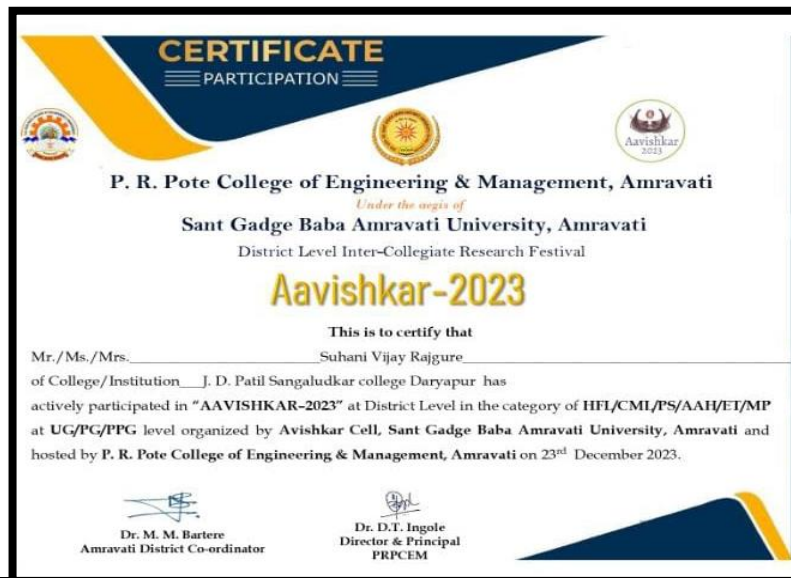 CERTIFICATE
PARTICIPATION
Aavishkar
2023
P. R. Pote College of Engineering & Management, Amravati
Under the aegis of
Sant Gadge Baba Amravati University, Amravati
District Level Inter-Collegiate Research Festival
Aavishkar-2023
This is to certify that
Mr./Ms./Mrs.____________________Suhani Vijay Rajgure____________________
of College/Institution___J. D. Patil Sangaludkar college Daryapur has
actively participated in “AAVISHKAR-2023” at District Level in the category of HFL/CML/PS/AAH/ET/MP
at UG/PG/PPG level organized by Avishkar Cell, Sant Gadge Baba Amravati University, Amravati and
hosted by P. R. Pote College of Engineering & Management, Amravati on 23rd December 2023.
Dr. M. M. Bartere
Amravati District Co-ordinator
Dr. D.T. Ingole
Director & Principal
PRPCEM